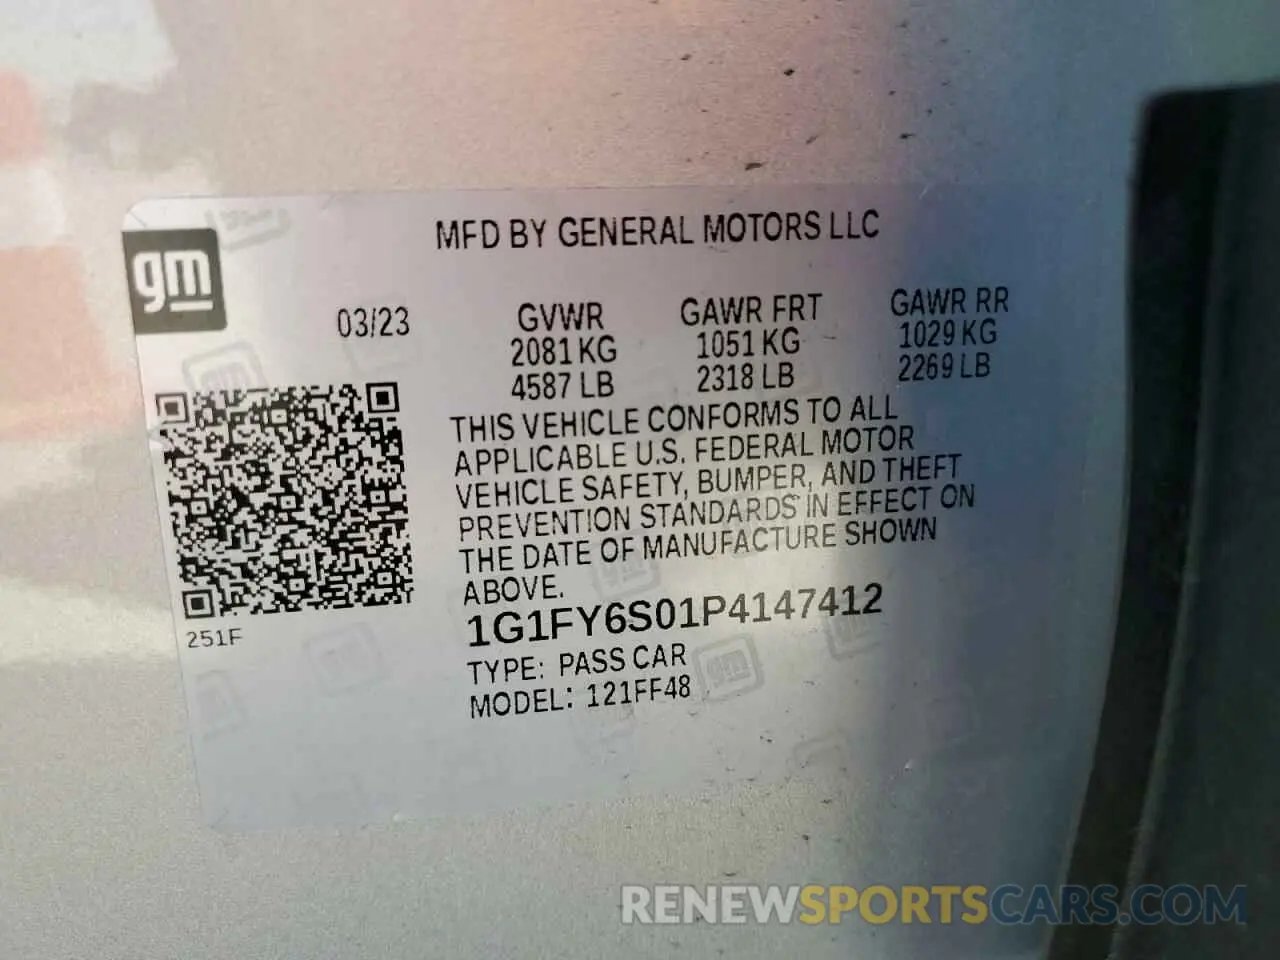 MFD BY GENERAL MOTORS LLC
gm
03/23
GVWR
2081 KG
4587 LB
GAWR FRT
1051 KG
2318 LB
GAWR RR
1029 KG
2269 LB
THIS VEHICLE CONFORMS TO ALL
APPLICABLE U.S. FEDERAL MOTOR
VEHICLE SAFETY, BUMPER, AND THEFT
PREVENTION STANDARDS IN EFFECT ON
THE DATE OF MANUFACTURE SHOWN
ABOVE.
251F
1G1FY6S01P4147412
TYPE: PASS CAR
MODEL: 121FF48
gm
RENEWSPORTSCARS.COM